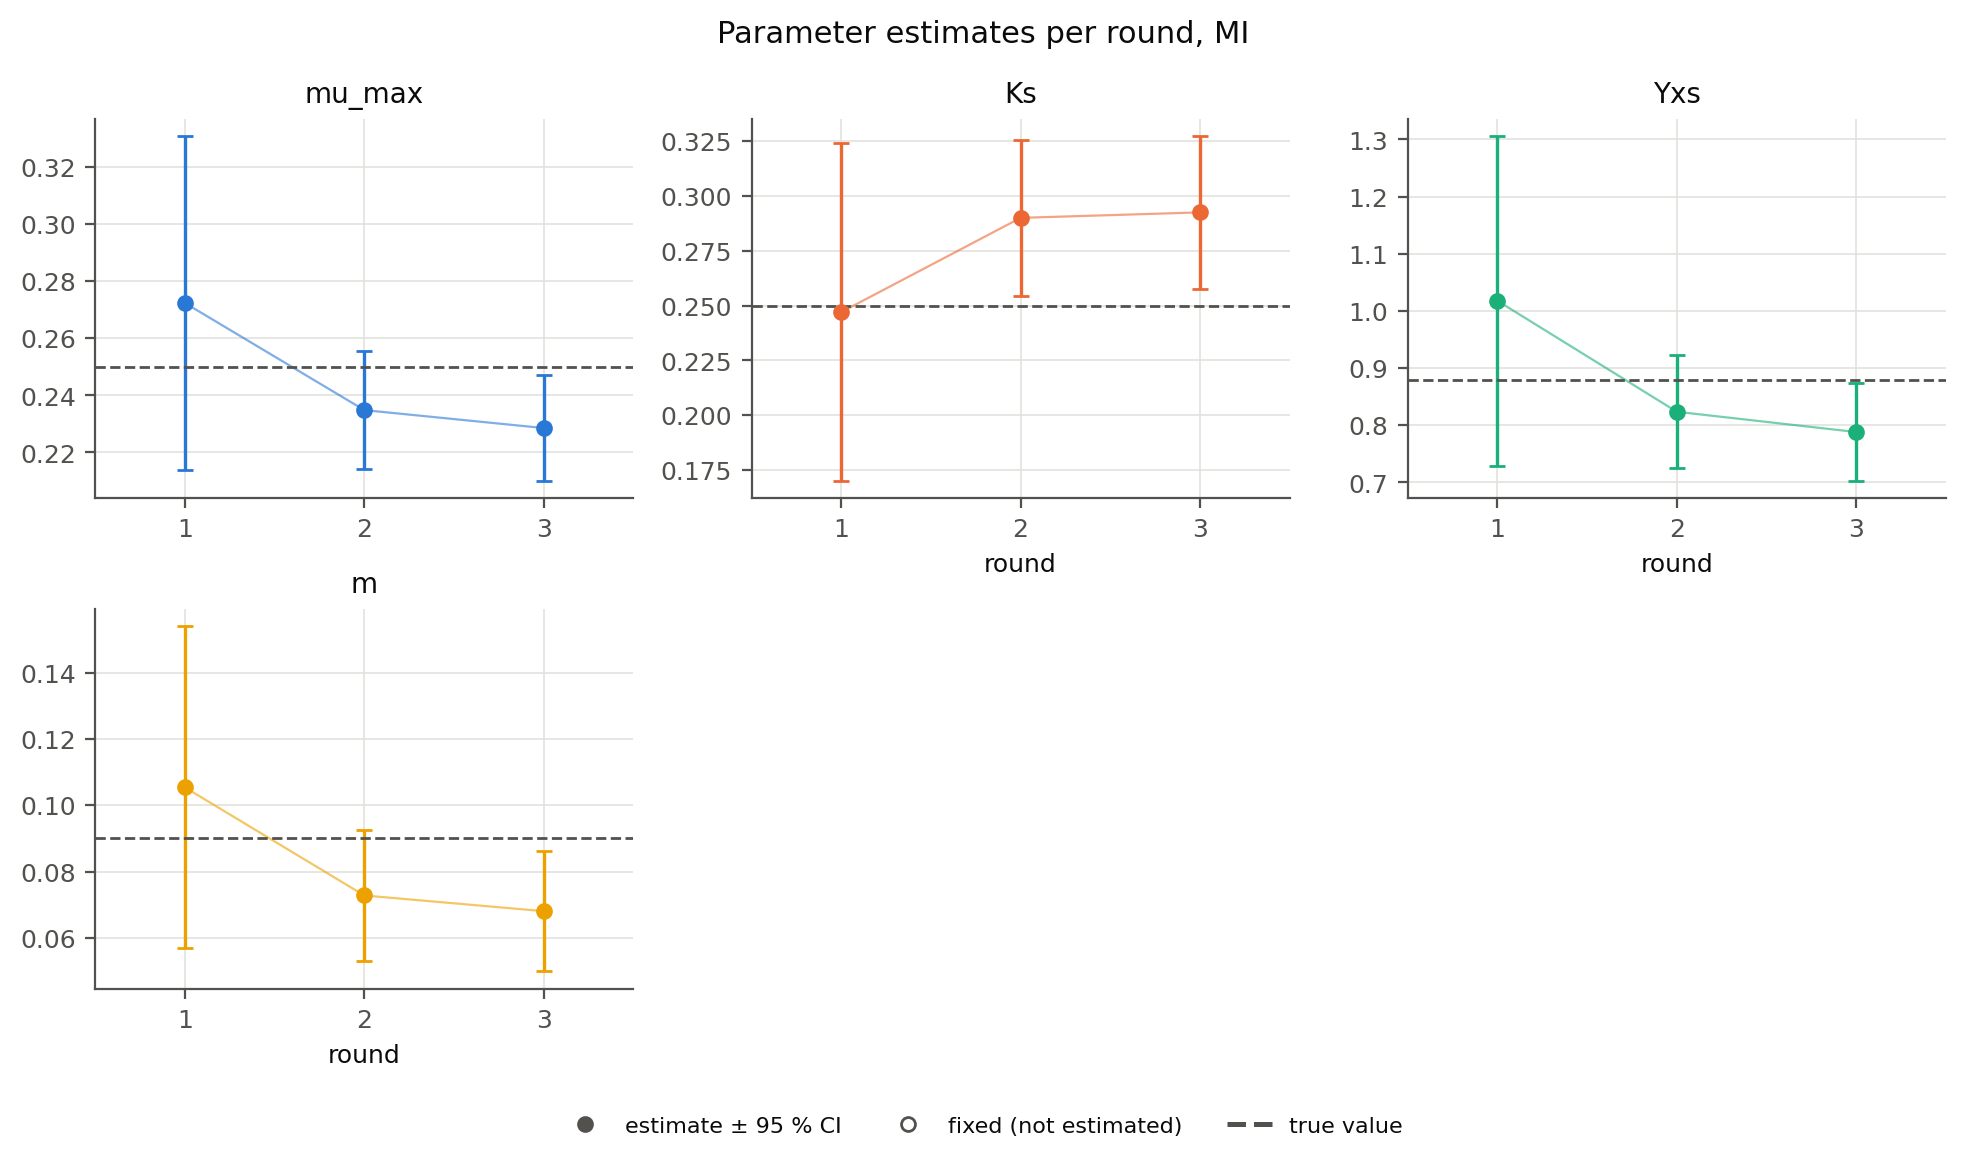 Parameter estimates per round, MI
mu_max
Ks
Yxs
0.32
0.30
0.28
0.26
0.24
0.22
1 2 3
0.325
0.300
0.275
0.250
0.225
0.200
0.175
1 2 3
round
1.3
1.2
1.1
1.0
0.9
0.8
0.7
1 2 3
round
m
0.14
0.12
0.10
0.08
0.06
1 2 3
round
estimate ± 95 % CI
fixed (not estimated)
true value